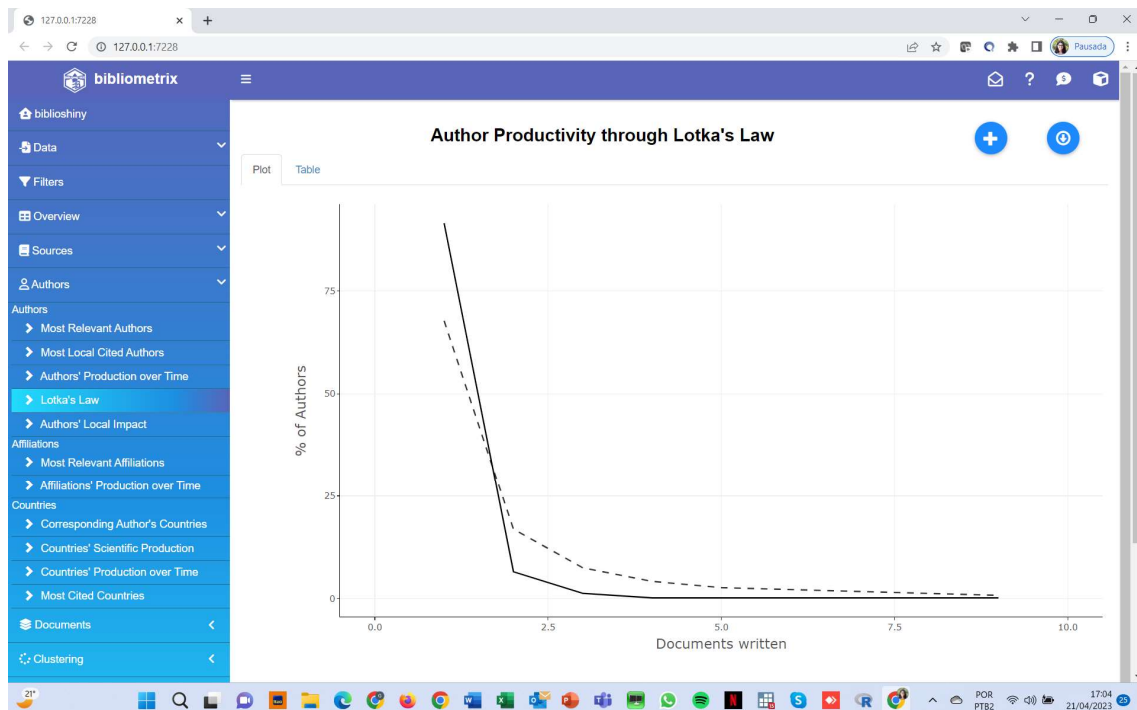 127.0.0.1:7228
127.0.0.1:7228
Pausada
bibliometrix
biblioshiny
Data
Filters
Overview
Sources
Authors
Authors
Most Relevant Authors
Most Local Cited Authors
Authors' Production over Time
Lotka's Law
Authors' Local Impact
Affiliations
Most Relevant Affiliations
Affiliations' Production over Time
Countries
Corresponding Author's Countries
Countries' Scientific Production
Countries' Production over Time
Most Cited Countries
Documents
Clustering
Author Productivity through Lotka's Law
Plot Table
% of Authors
75
50
25
0
0.0 2.5 5.0 7.5 10.0
Documents written
21°
POR
PTB2
17:04
21/04/2023
25